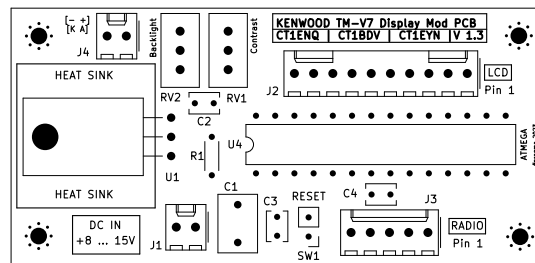 [- +]
[K A]
J4
Backlight
Contrast
KENWOOD TM-V7 Display Mod PCB
CT1ENQ | CT1BDV | CT1EYN | V 1.3
HEAT SINK
RV2
RV1
C2
J2
LCD
Pin 1
U4
ATMEGA
R1
U1
HEAT SINK
C1
C3
RESET
C4
J3
DC IN
+8 ... 15V
J1
SW1
RADIO
Pin 1